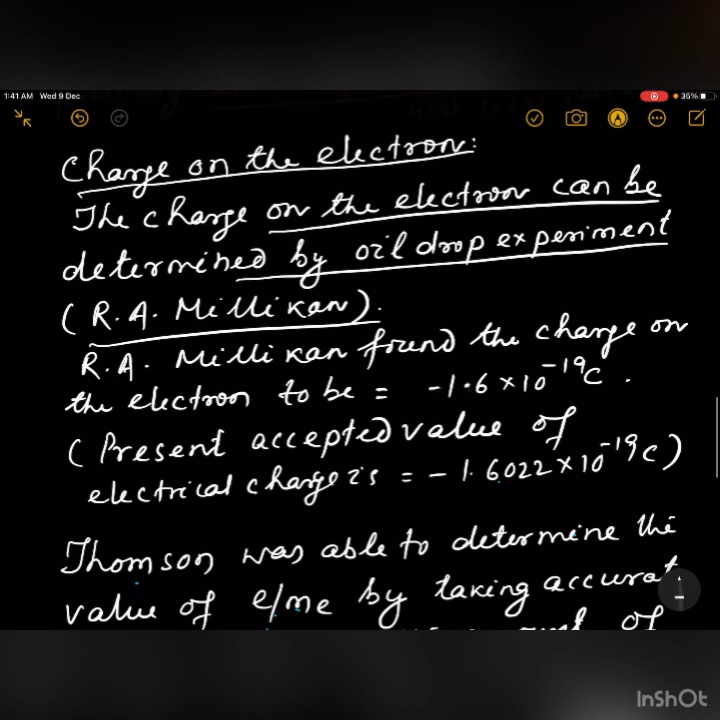 1:41 AM Wed 9 Dec
35%
Charge on the electron:
The charge on the electron can be
determined by oil drop experiment
(R.A. Millikan).
R.A. Millikan found the charge on
the electron to be = -1.6 × 10⁻¹⁹C.
(Present accepted value of
electrical charge is = -1.6022 × 10⁻¹⁹C)
Thomson was able to determine the
value of e/me by taking accurat
of
InShOt